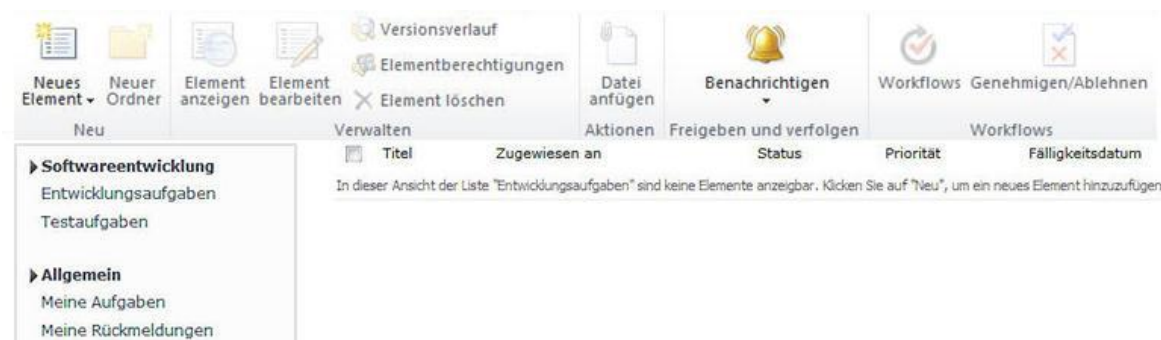 Neues Element
Neuer Ordner
Neu
Element anzeigen
Element bearbeiten
Versionsverlauf
Elementberechtigungen
Element löschen
Verwalten
Datei anfügen
Aktionen
Benachrichtigen
Freigeben und verfolgen
Workflows
Genehmigen/Ablehnen
Workflows
Softwareentwicklung
Entwicklungsaufgaben
Testaufgaben
Allgemein
Meine Aufgaben
Meine Rückmeldungen
Titel Zugewiesen an Status Priorität Fälligkeitsdatum
In dieser Ansicht der Liste "Entwicklungsaufgaben" sind keine Elemente anzeigbar. Klicken Sie auf "Neu", um ein neues Element hinzuzufügen